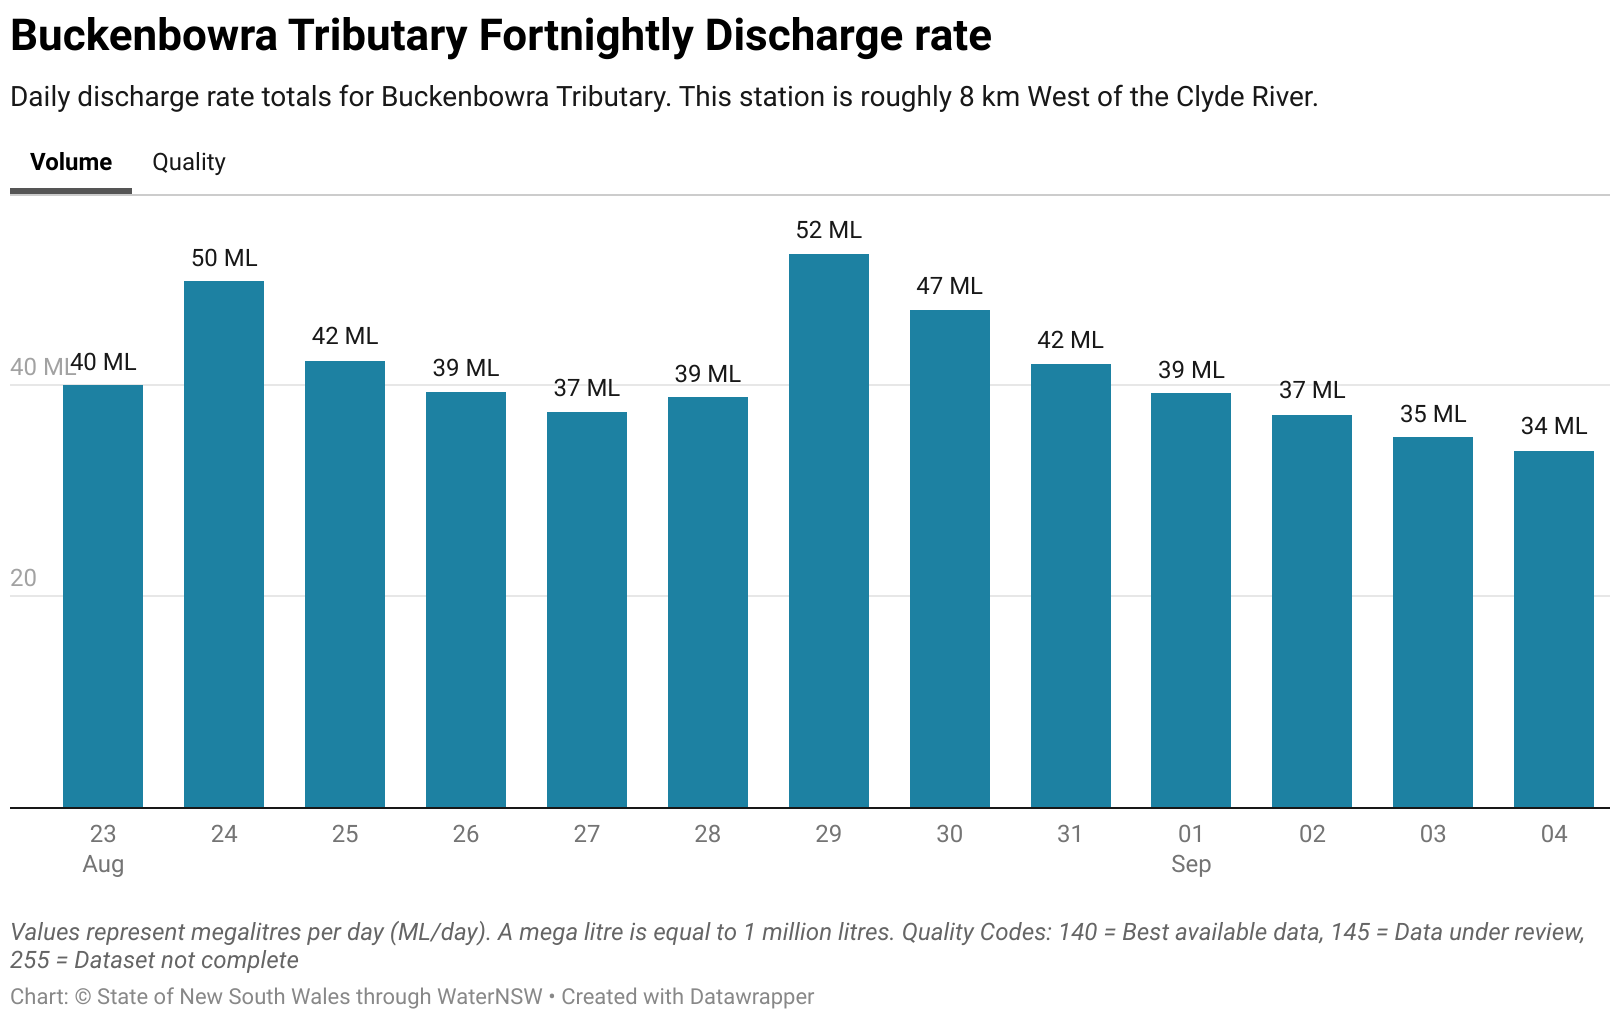 Buckenbowra Tributary Fortnightly Discharge rate
Daily discharge rate totals for Buckenbowra Tributary. This station is roughly 8 km West of the Clyde River.
Volume Quality
52 ML
50 ML
47 ML
42 ML
42 ML
40 ML
40 ML
39 ML
39 ML
39 ML
37 ML
37 ML
35 ML
34 ML
20
23 24 25 26 27 28 29 30 31 01 02 03 04
Aug Sep
Values represent megalitres per day (ML/day). A mega litre is equal to 1 million litres. Quality Codes: 140 = Best available data, 145 = Data under review,
255 = Dataset not complete
Chart: © State of New South Wales through WaterNSW • Created with Datawrapper